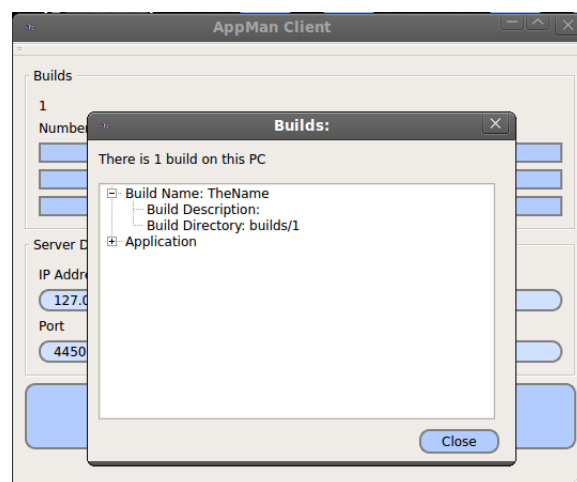 AppMan Client
Builds
1
Number
Builds:
There is 1 build on this PC
Build Name: TheName
Build Description:
Build Directory: builds/1
Application
Server D
IP Addre
127.0
Port
4450
Close